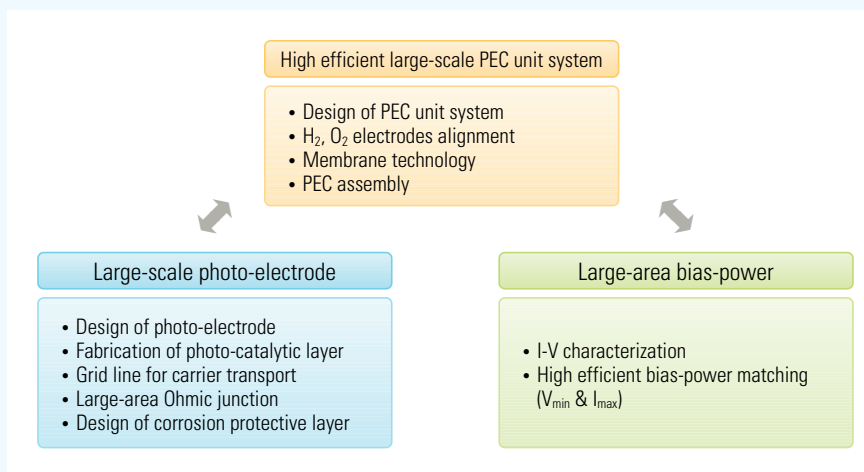 High efficient large-scale PEC unit system
• Design of PEC unit system
• H₂, O₂ electrodes alignment
• Membrane technology
• PEC assembly
Large-scale photo-electrode
• Design of photo-electrode
• Fabrication of photo-catalytic layer
• Grid line for carrier transport
• Large-area Ohmic junction
• Design of corrosion protective layer
Large-area bias-power
• I-V characterization
• High efficient bias-power matching
(Vmin & Imax)